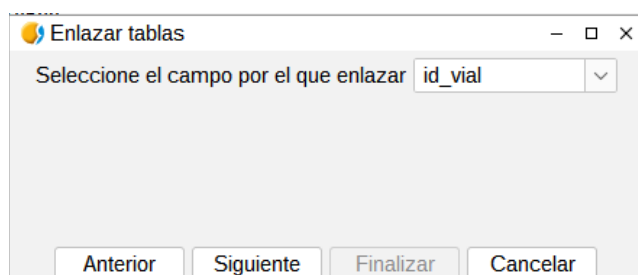 Enlazar tablas
Seleccione el campo por el que enlazar id_vial
Anterior Siguiente Finalizar Cancelar